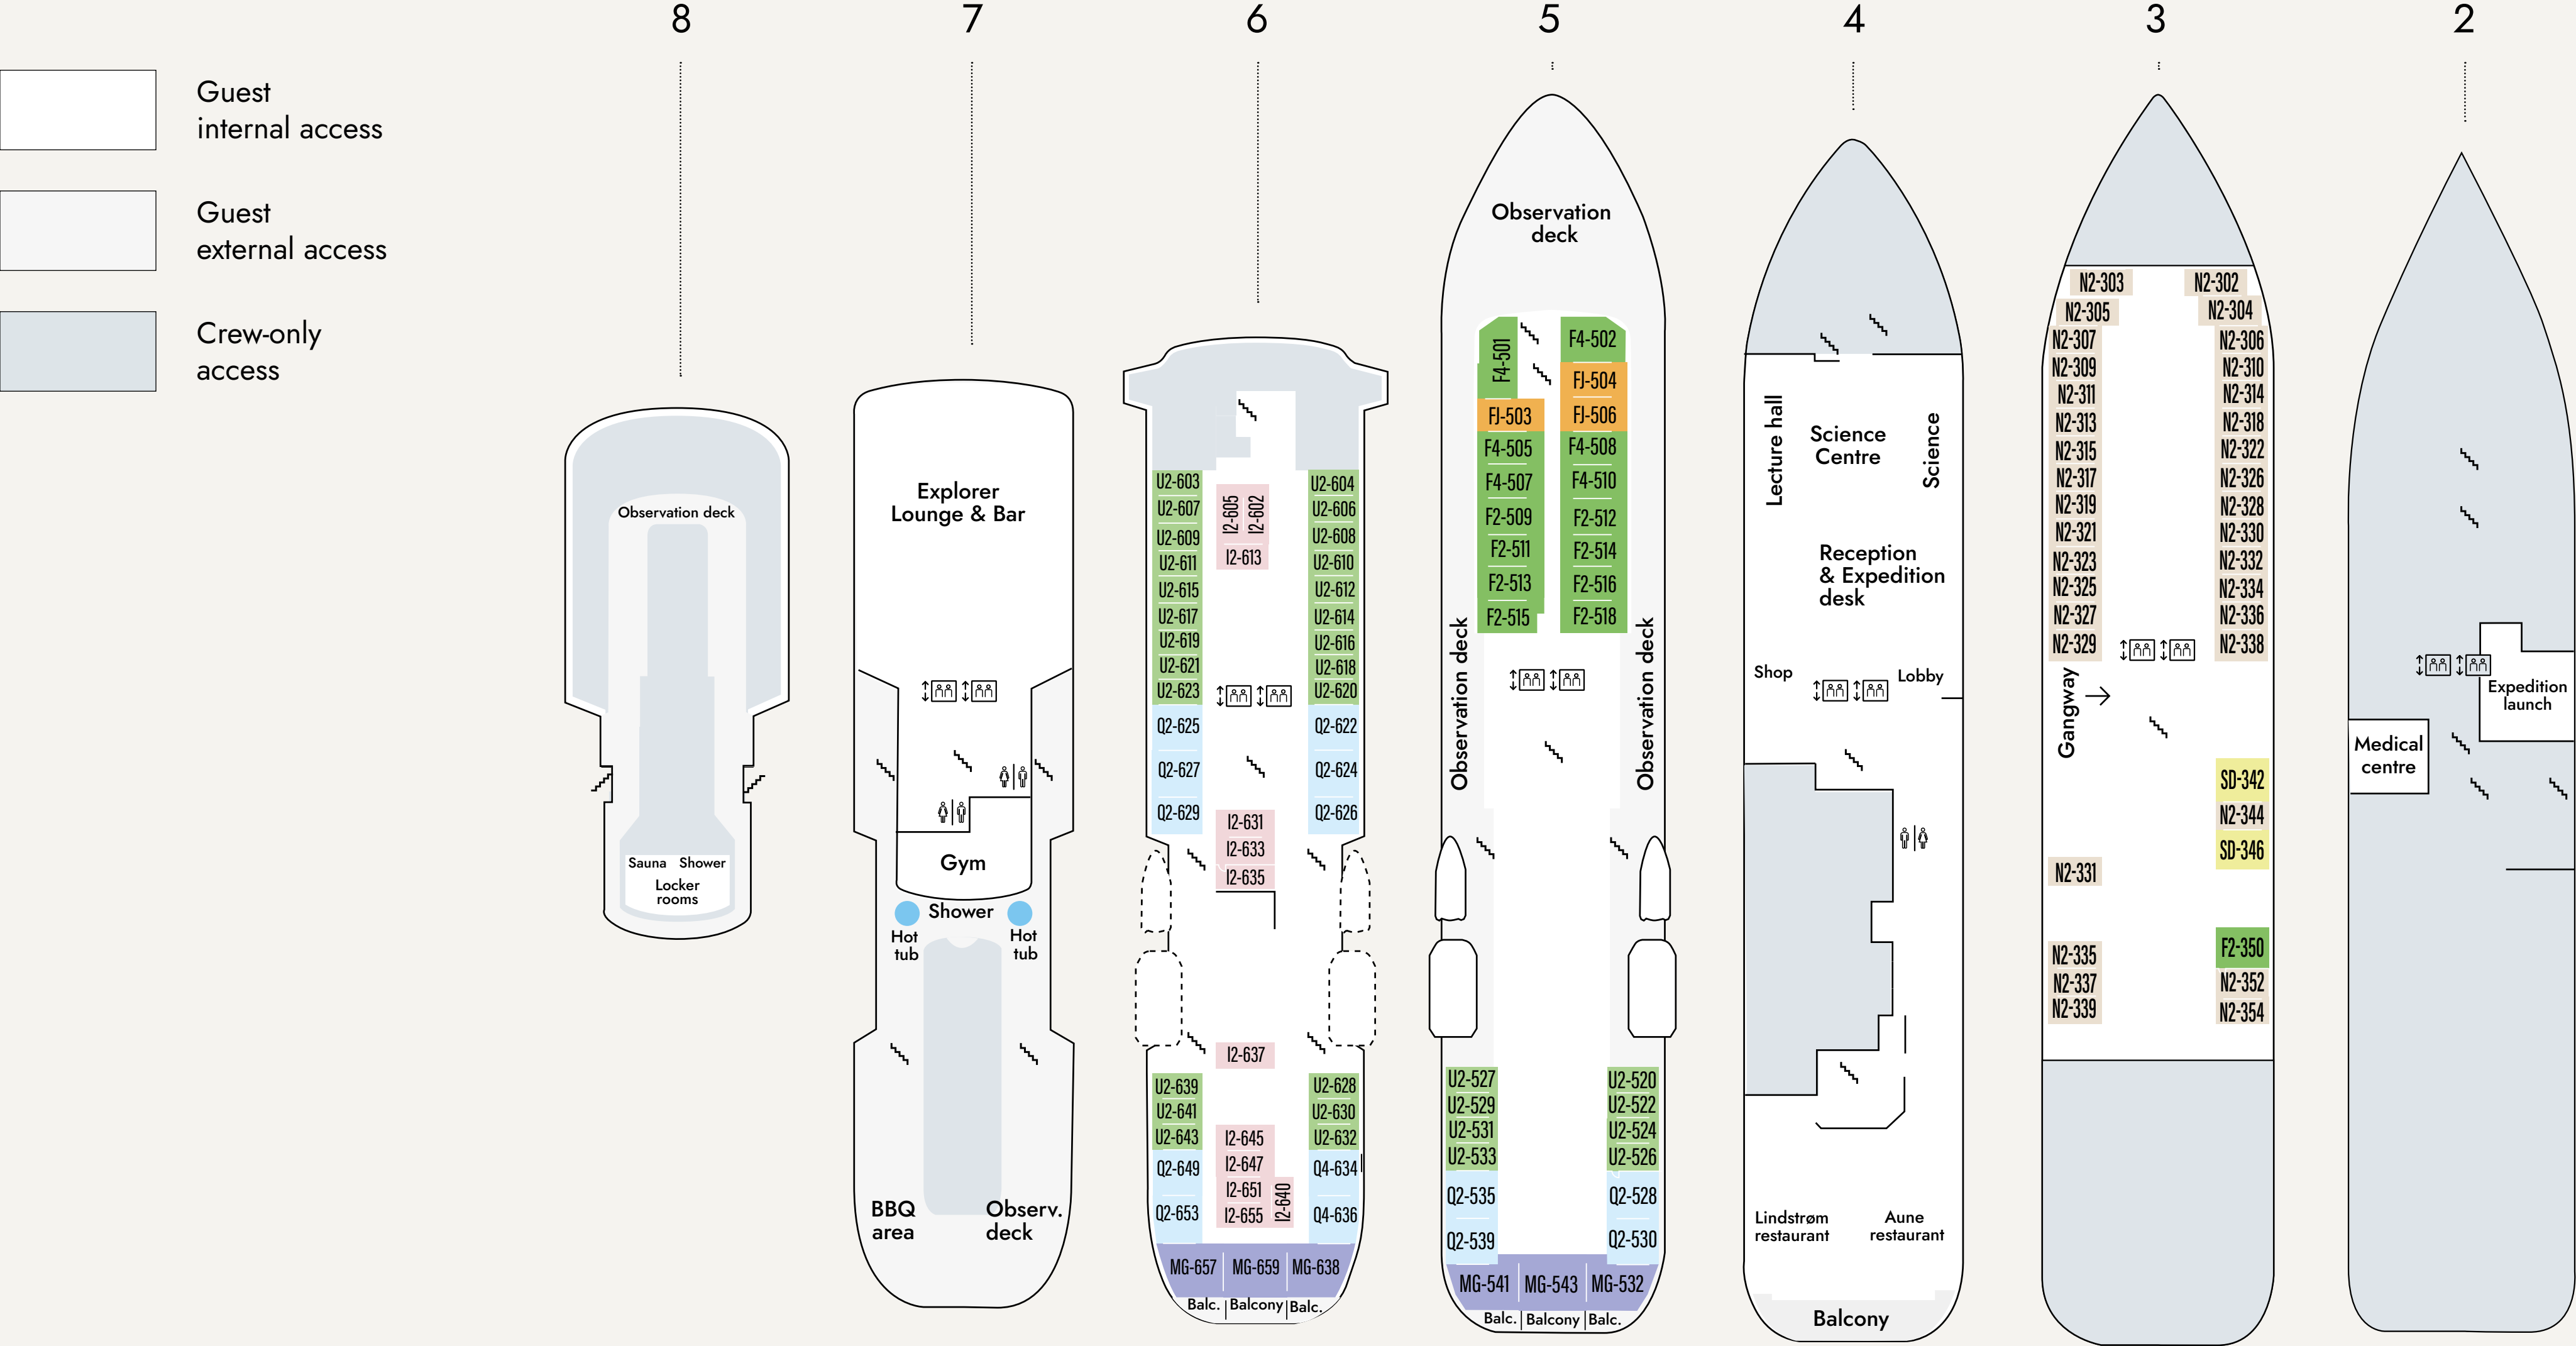 8
7
6
5
4
3
2
Guest
internal access
Guest
external access
Crew-only
access
Observation deck
Sauna Shower
Locker
rooms
Explorer
Lounge & Bar
Gym
Shower
Hot
tub
Hot
tub
BBQ
area
Observ.
deck
U2-603
U2-607
U2-609
U2-611
U2-615
U2-617
U2-619
U2-621
U2-623
Q2-625
Q2-627
Q2-629
I2-605
I2-602
I2-613
U2-604
U2-606
U2-608
U2-610
U2-612
U2-614
U2-616
U2-618
U2-620
Q2-622
Q2-624
Q2-626
I2-631
I2-633
I2-635
I2-637
U2-639
U2-641
U2-643
Q2-649
Q2-653
I2-645
I2-647
I2-651
I2-655
I2-640
U2-628
U2-630
U2-632
Q4-634
Q4-636
MG-657 MG-659 MG-638
Balc. Balcony Balc.
Observation
deck
F4-501
FJ-503
F4-505
F4-507
F2-509
F2-511
F2-513
F2-515
F4-502
FJ-504
FJ-506
F4-508
F4-510
F2-512
F2-514
F2-516
F2-518
Observation deck
Observation deck
U2-527
U2-529
U2-531
U2-533
Q2-535
Q2-539
U2-520
U2-522
U2-524
U2-526
Q2-528
Q2-530
MG-541 MG-543 MG-532
Balc. Balcony Balc.
Lecture hall
Science
Centre
Science
Reception
& Expedition
desk
Shop
Lobby
Lindstrøm
restaurant
Aune
restaurant
Balcony
N2-303
N2-305
N2-307
N2-309
N2-311
N2-313
N2-315
N2-317
N2-319
N2-321
N2-323
N2-325
N2-327
N2-329
N2-302
N2-304
N2-306
N2-310
N2-314
N2-318
N2-322
N2-326
N2-328
N2-330
N2-332
N2-334
N2-336
N2-338
Gangway
SD-342
N2-344
SD-346
N2-331
N2-335
N2-337
N2-339
F2-350
N2-352
N2-354
Expedition
launch
Medical
centre